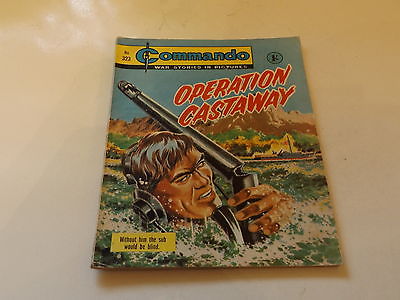 No
323
Commando
WAR STORIES IN PICTURES
1/-
OPERATION
CASTAWAY
Without him the sub
would be blind.